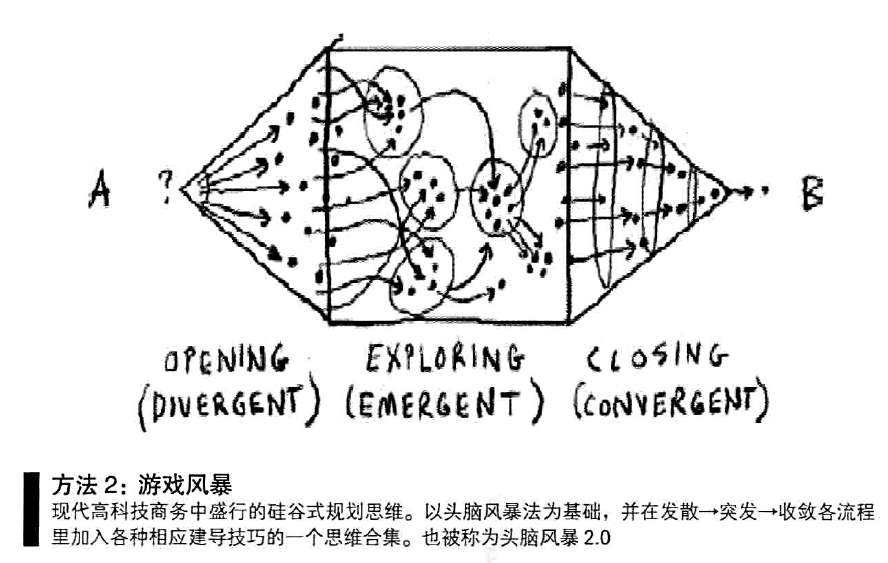 A ? B
OPENING EXPLORING CLOSING
(DIVERGENT) (EMERGENT) (CONVERGENT)
方法 2：游戏风暴
现代高科技商务中盛行的硅谷式规划思维。以头脑风暴法为基础，并在发散→突发→收敛各流程
里加入各种相应建导技巧的一个思维合集。也被称为头脑风暴 2.0